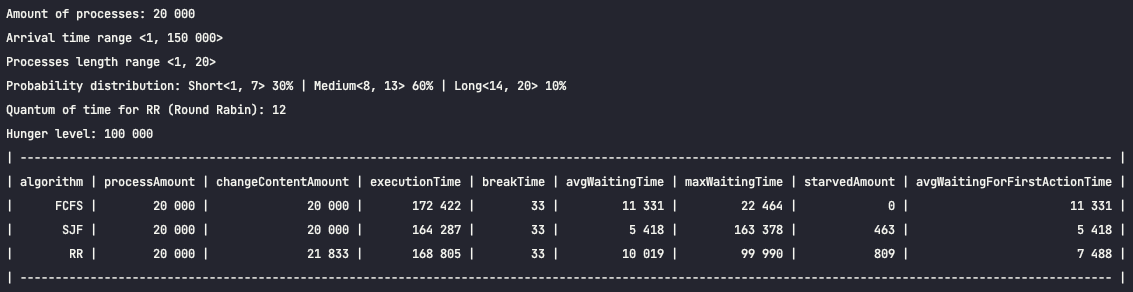 Amount of processes: 20 000
Arrival time range <1, 150 000>
Processes length range <1, 20>
Probability distribution: Short<1, 7> 30% | Medium<8, 13> 60% | Long<14, 20> 10%
Quantum of time for RR (Round Rabin): 12
Hunger level: 100 000
| ------------------------------------------------------------------------------------------------------------------------------------------------------------ |
| algorithm | processAmount | changeContentAmount | executionTime | breakTime | avgWaitingTime | maxWaitingTime | starvedAmount | avgWaitingForFirstActionTime |
| FCFS | 20 000 | 20 000 | 172 422 | 33 | 11 331 | 22 464 | 0 | 11 331 |
| SJF | 20 000 | 20 000 | 164 287 | 33 | 5 418 | 163 378 | 463 | 5 418 |
| RR | 20 000 | 21 833 | 168 805 | 33 | 10 019 | 99 990 | 809 | 7 488 |
| ------------------------------------------------------------------------------------------------------------------------------------------------------------ |